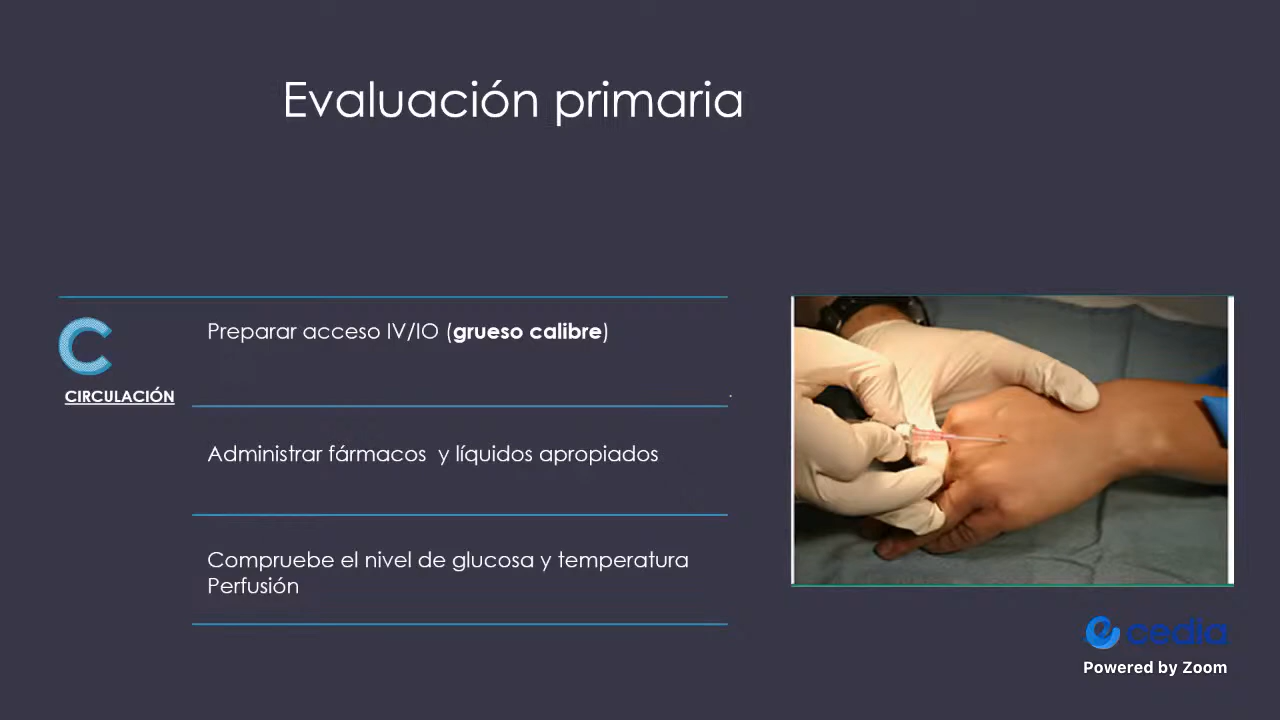 Evaluación primaria
C
CIRCULACIÓN
Preparar acceso IV/IO (grueso calibre)
Administrar fármacos  y líquidos apropiados
Compruebe el nivel de glucosa y temperatura
Perfusión
cedia
Powered by Zoom